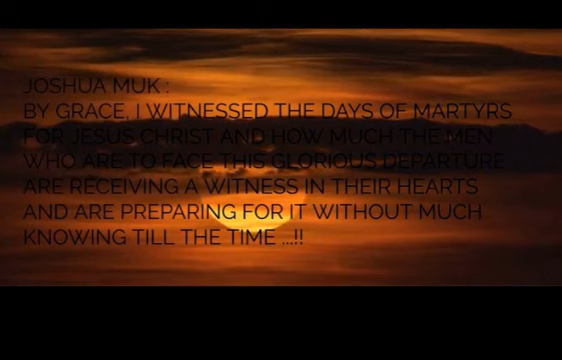 JOSHUA MUK :
BY GRACE, I WITNESSED THE DAYS OF MARTYRS
FOR JESUS CHRIST AND HOW MUCH THE MEN
WHO ARE TO FACE THIS GLORIOUS DEPARTURE
ARE RECEIVING A WITNESS IN THEIR HEARTS
AND ARE PREPARING FOR IT WITHOUT MUCH
KNOWING TILL THE TIME ...!!